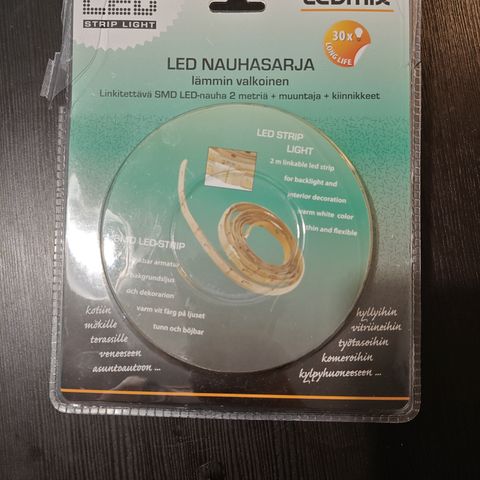 LED
STRIP LIGHT
LEDMIX
30x
LONG LIFE
LED NAUHASARJA
lämmin valkoinen
Linkitettävä SMD LED-nauha 2 metriä + muuntaja + kiinnikkeet
LED STRIP
LIGHT
2 m linkable led strip
for backlight and
interior decoration
warm white color
thin and flexible
SMD LED-STRIP
bar armatur
bakgrundsljus
och dekorarion
varm vit färg på ljuset
tunn och böjbar
kotiin
mökille
terassille
veneeseen
asuntoautoon ...
hyllyihin
vitriineihin
työtasoihin
komeroihin
kylpyhuoneeseen ...